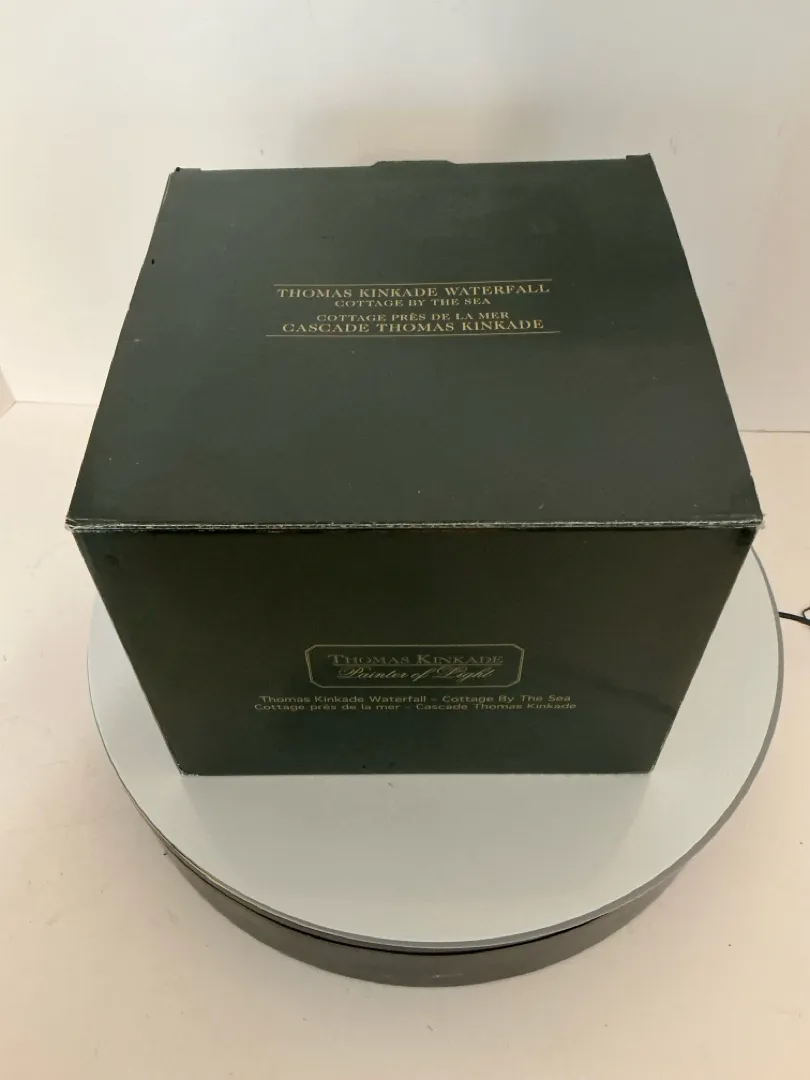 THOMAS KINKADE WATERFALL
COTTAGE BY THE SEA
COTTAGE PRÈS DE LA MER
CASCADE THOMAS KINKADE
THOMAS KINKADE
Painter of Light
Thomas Kinkade Waterfall – Cottage By The Sea
Cottage près de la mer – Cascade Thomas Kinkade